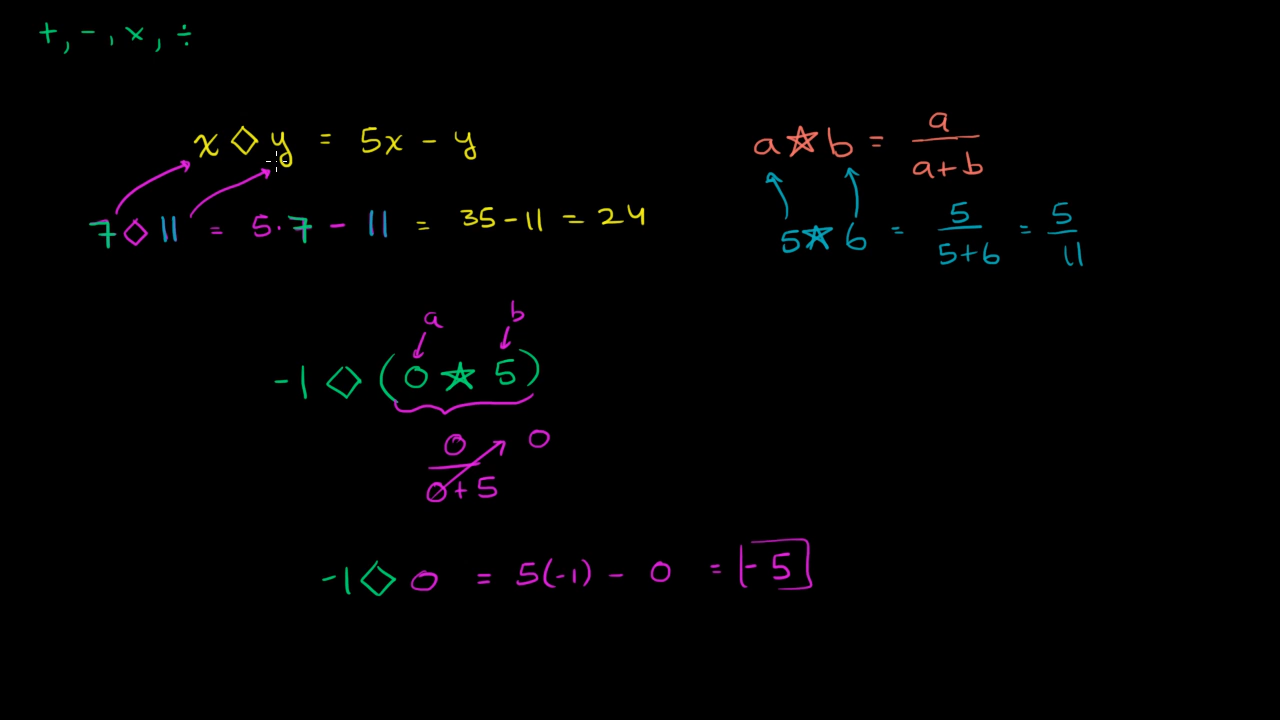 +, -, ×, ÷
x ◇ y = 5x - y
7 ◇ 11 = 5·7 - 11 = 35 - 11 = 24
a ☆ b = a/(a+b)
5 ☆ 6 = 5/(5+6) = 5/11
a b
-1 ◇ (0 ☆ 5)
0/(0+5) 0
-1 ◇ 0 = 5(-1) - 0 = -5